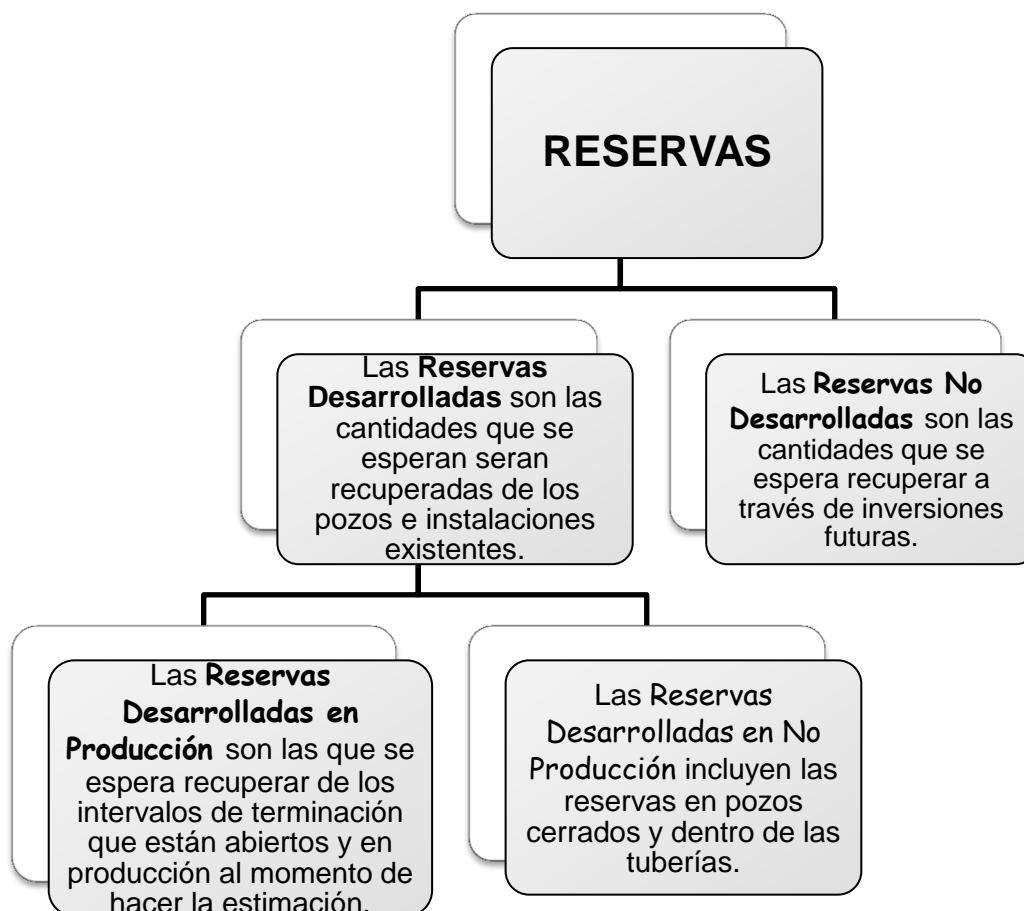 RESERVAS
Las Reservas
Desarrolladas son las
cantidades que se
esperan seran
recuperadas de los
pozos e instalaciones
existentes.
Las Reservas No
Desarrolladas son las
cantidades que se
espera recuperar a
través de inversiones
futuras.
Las Reservas
Desarrolladas en
Producción son las que se
espera recuperar de los
intervalos de terminación
que están abiertos y en
producción al momento de
hacer la estimación.
Las Reservas
Desarrolladas en No
Producción incluyen las
reservas en pozos
cerrados y dentro de las
tuberías.